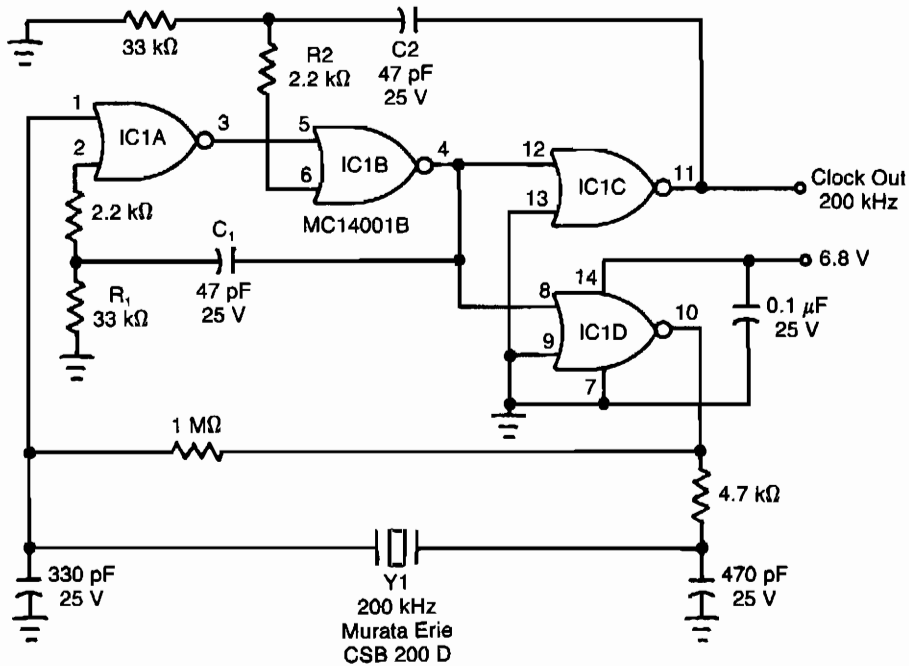 33 kΩ
R2
2.2 kΩ
C2
47 pF
25 V
1
IC1A
3
2
5
IC1B
4
6
MC14001B
12
IC1C
11
13
Clock Out
200 kHz
2.2 kΩ
C₁
47 pF
25 V
R₁
33 kΩ
6.8 V
14
8
IC1D
10
9
7
0.1 μF
25 V
1 MΩ
4.7 kΩ
330 pF
25 V
Y1
200 kHz
Murata Erie
CSB 200 D
470 pF
25 V